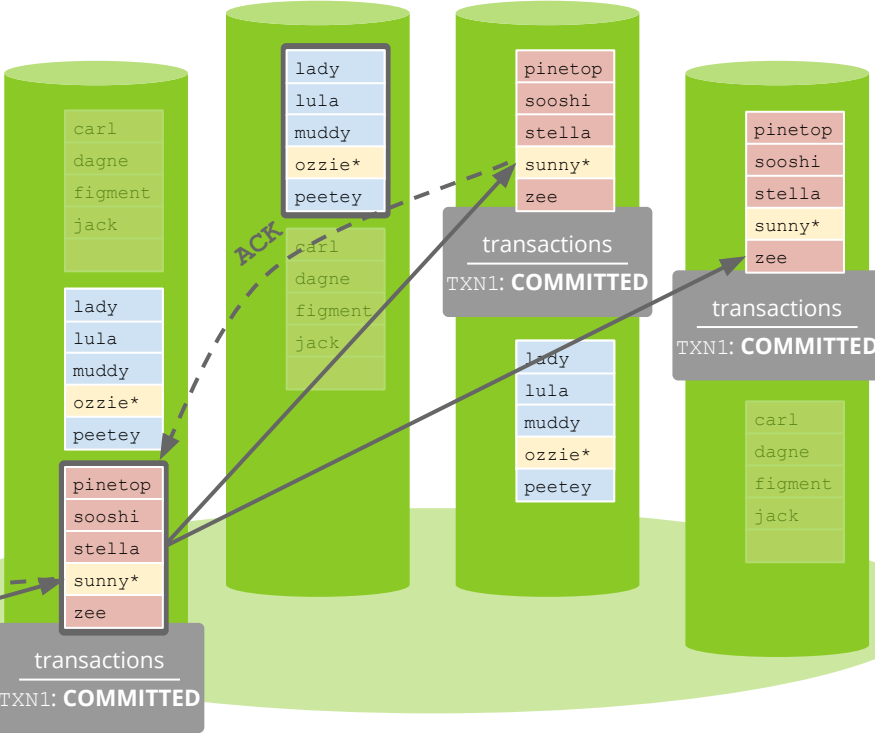 carl
dagne
figment
jack
lady
lula
muddy
ozzie*
peetey
pinetop
sooshi
stella
sunny*
zee
transactions
TXN1: COMMITTED
lady
lula
muddy
ozzie*
peetey
ACK
carl
dagne
figment
jack
pinetop
sooshi
stella
sunny*
zee
transactions
TXN1: COMMITTED
lady
lula
muddy
ozzie*
peetey
pinetop
sooshi
stella
sunny*
zee
transactions
TXN1: COMMITTED
carl
dagne
figment
jack